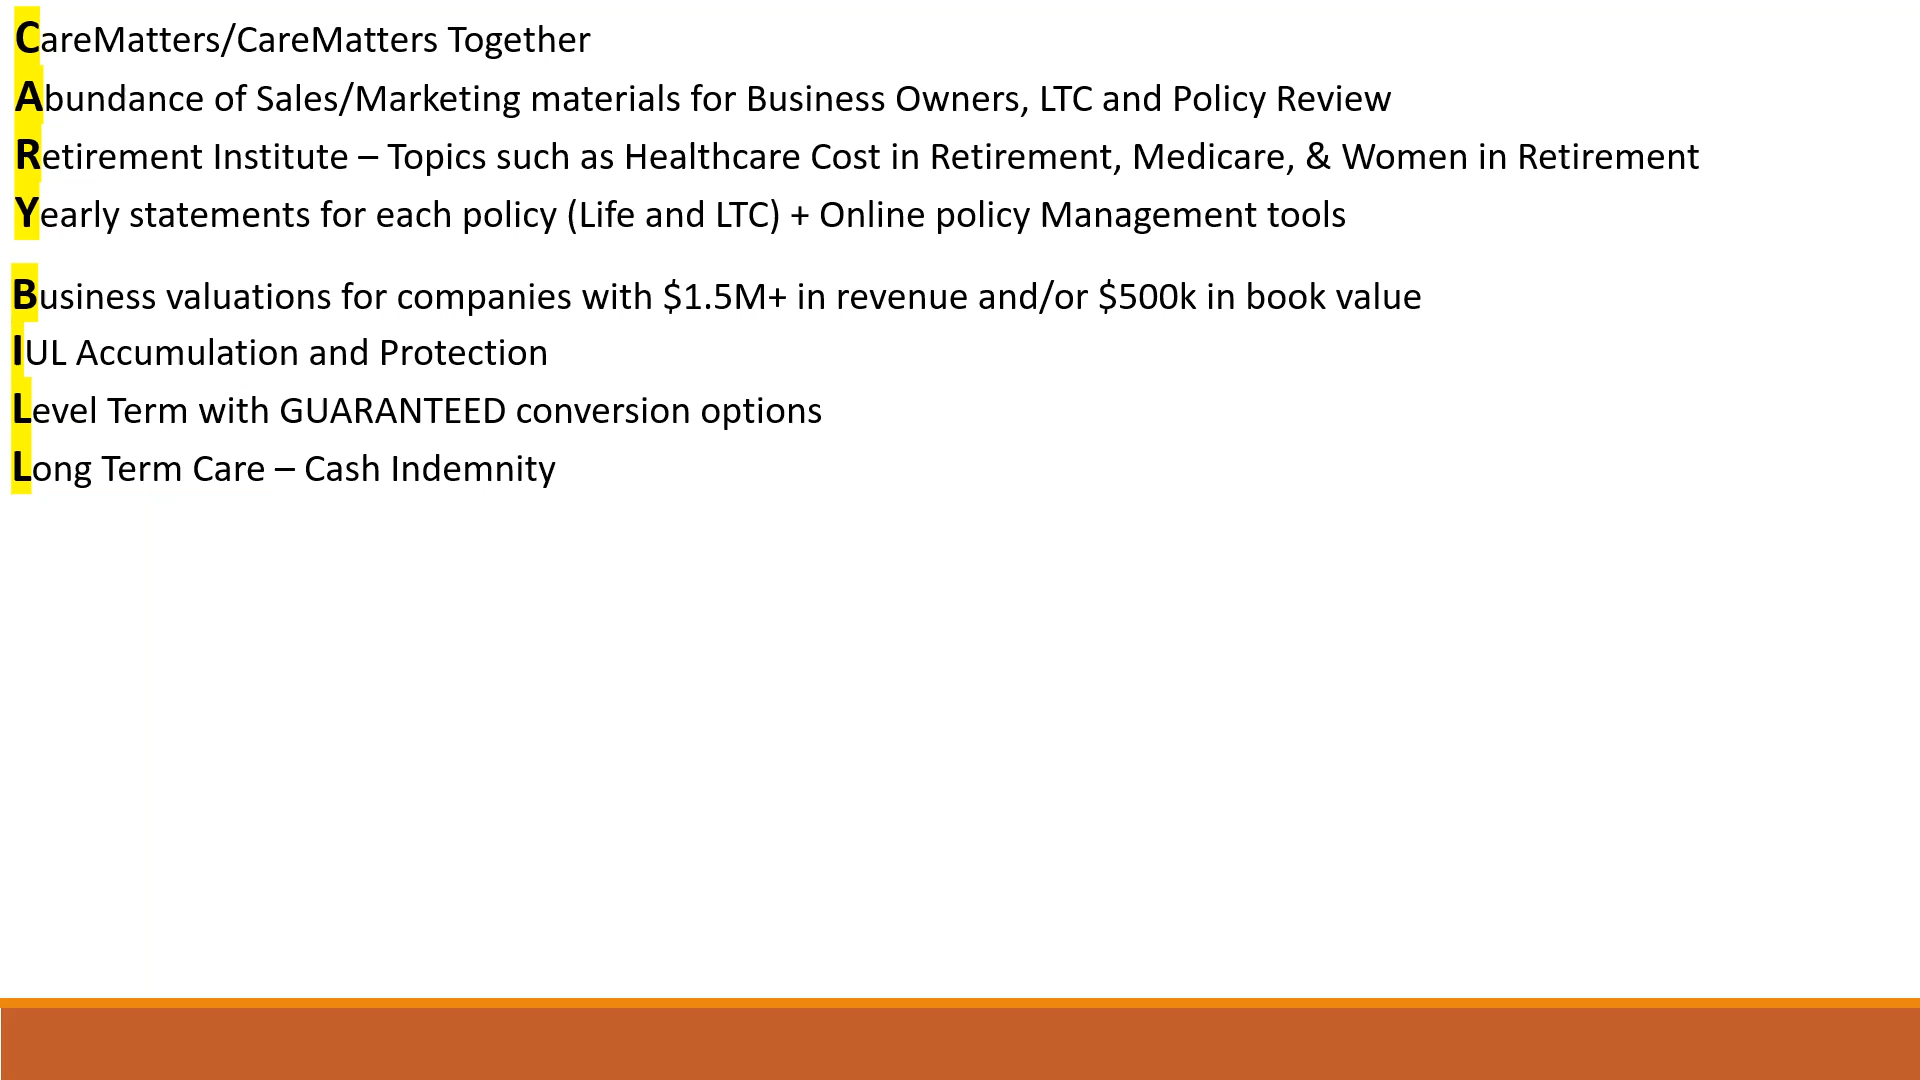 CareMatters/CareMatters Together
Abundance of Sales/Marketing materials for Business Owners, LTC and Policy Review
Retirement Institute – Topics such as Healthcare Cost in Retirement, Medicare, & Women in Retirement
Yearly statements for each policy (Life and LTC) + Online policy Management tools
Business valuations for companies with $1.5M+ in revenue and/or $500k in book value
IUL Accumulation and Protection
Level Term with GUARANTEED conversion options
Long Term Care – Cash Indemnity